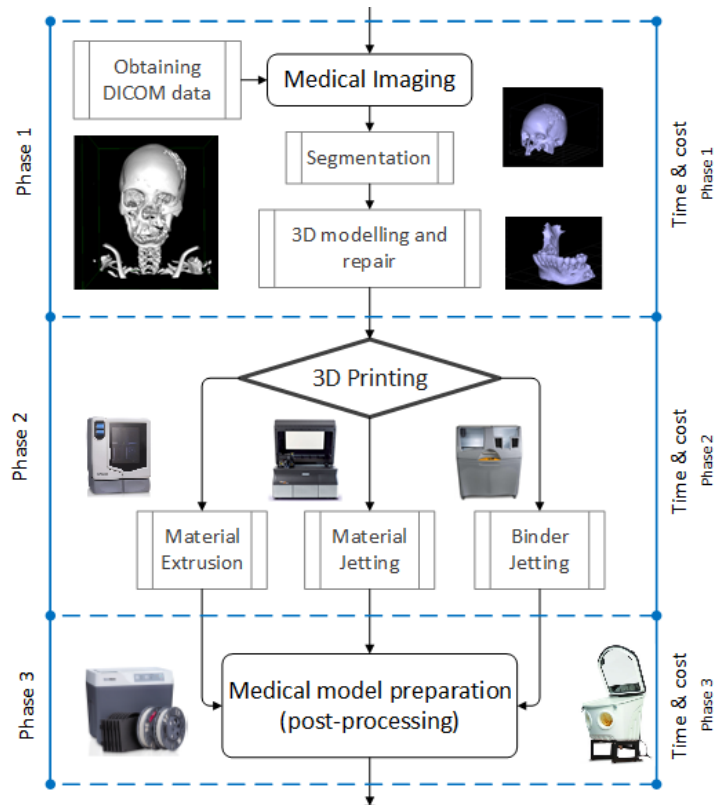 Obtaining
DICOM data
Medical Imaging
Segmentation
3D modelling and
repair
Phase 1
Time & cost
Phase 1
3D Printing
Phase 2
Time & cost
Phase 2
Material
Extrusion
Material
Jetting
Binder
Jetting
Phase 3
Medical model preparation
(post-processing)
Time & cost
Phase 3